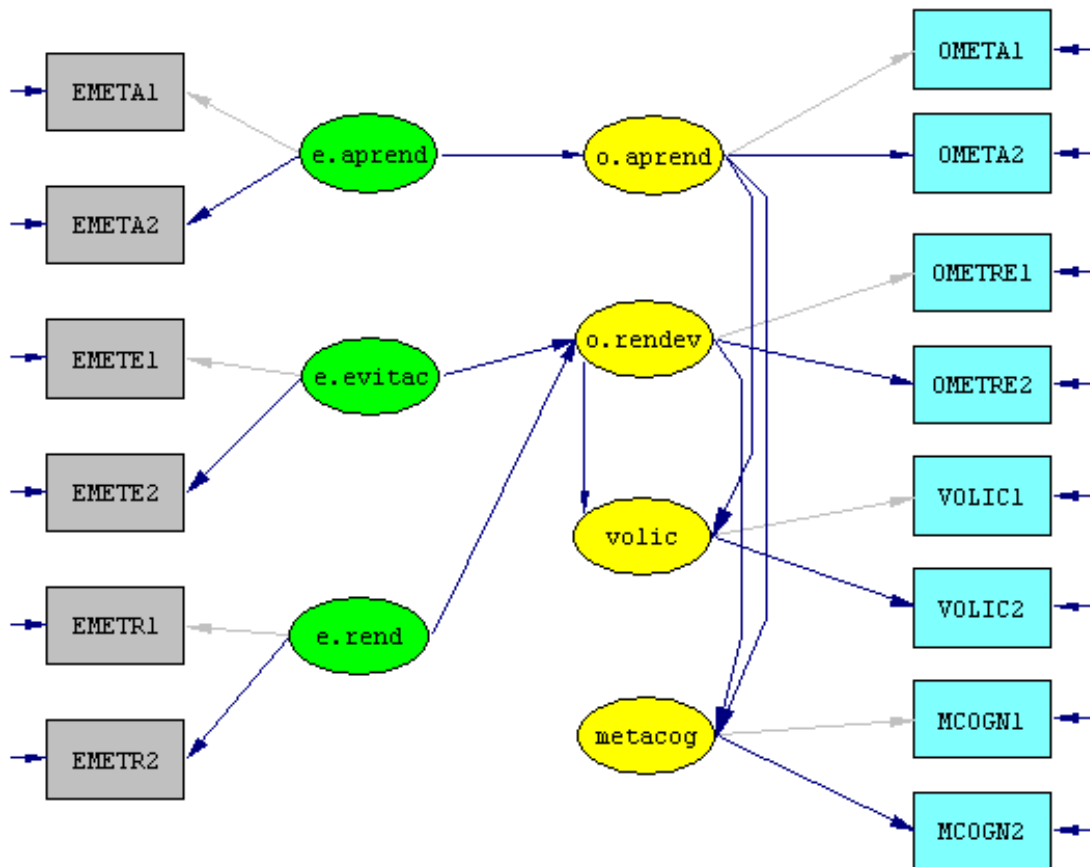 EMETA1
EMETA2
EMETE1
EMETE2
EMETR1
EMETR2
e.aprend
e.evitac
e.rend
o.aprend
o.rendev
volic
metacog
OMETA1
OMETA2
OMETRE1
OMETRE2
VOLIC1
VOLIC2
MCOGN1
MCOGN2